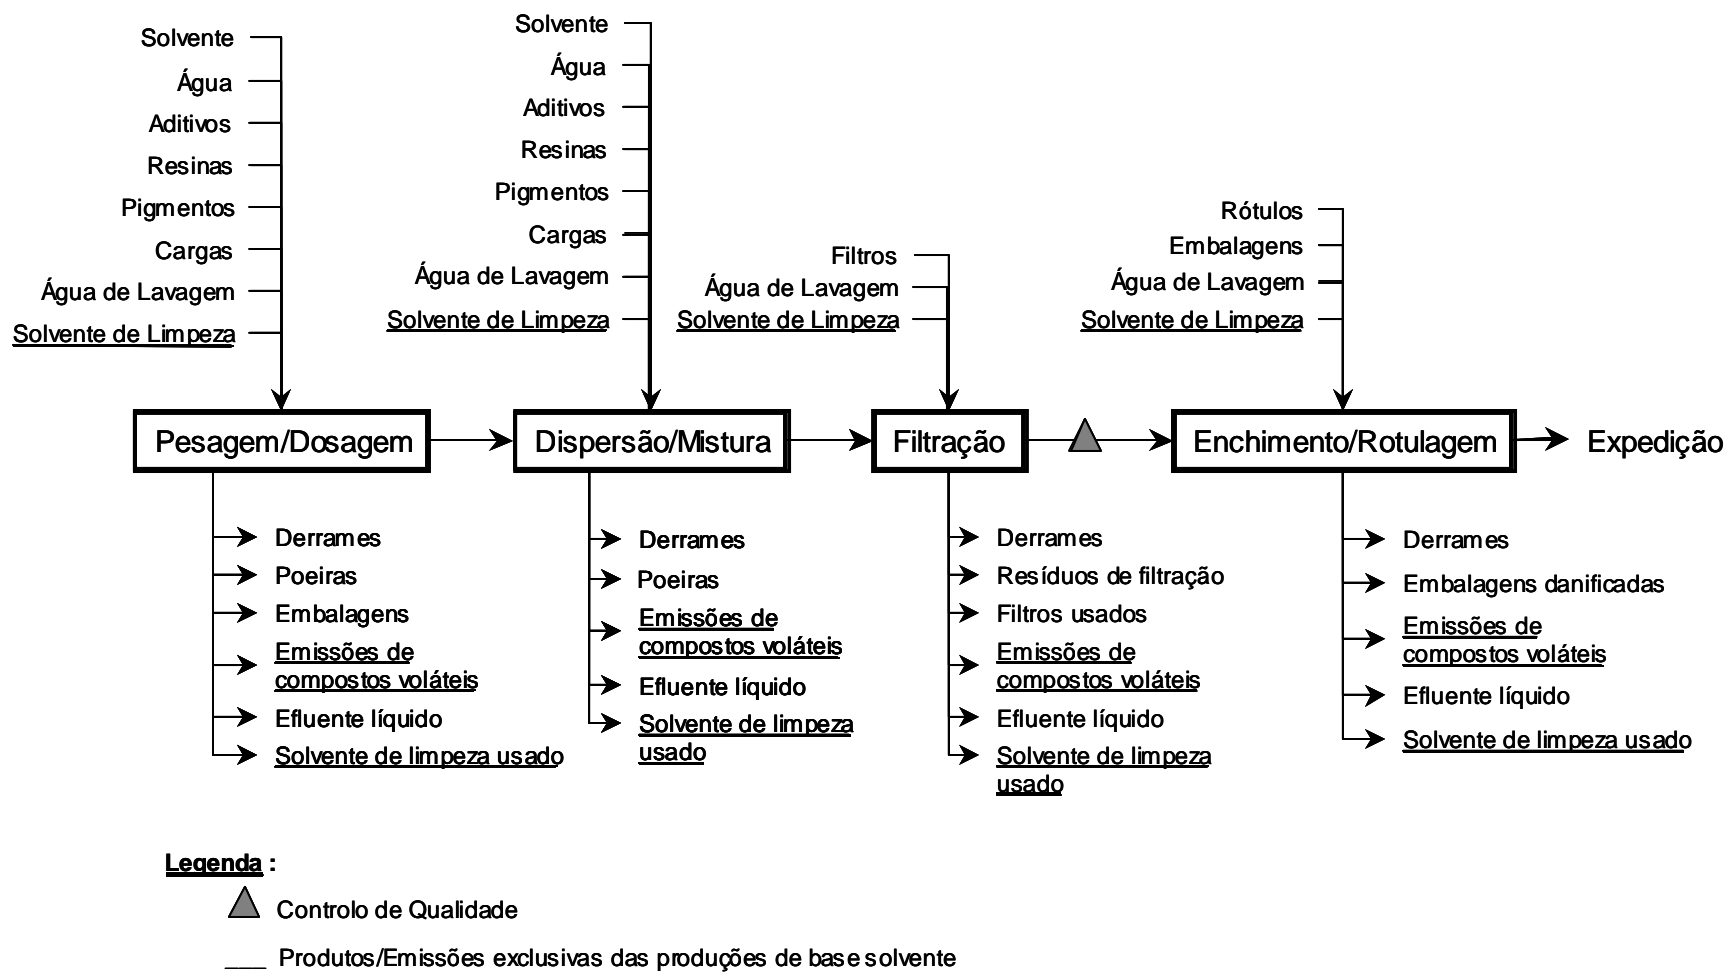 Solvente
Água
Aditivos
Resinas
Pigmentos
Cargas
Água de Lavagem
Solvente de Limpeza
Solvente
Água
Aditivos
Resinas
Pigmentos
Cargas
Água de Lavagem
Solvente de Limpeza
Filtros
Água de Lavagem
Solvente de Limpeza
Rótulos
Embalagens
Água de Lavagem
Solvente de Limpeza
Pesagem/Dosagem
Dispersão/Mistura
Filtração
Enchimento/Rotulagem
Expedição
Derrames
Poeiras
Embalagens
Emissões de
compostos voláteis
Efluente líquido
Solvente de limpeza usado
Derrames
Poeiras
Emissões de
compostos voláteis
Efluente líquido
Solvente de limpeza
usado
Derrames
Resíduos de filtração
Filtros usados
Emissões de
compostos voláteis
Efluente líquido
Solvente de limpeza
usado
Derrames
Embalagens danificadas
Emissões de
compostos voláteis
Efluente líquido
Solvente de limpeza usado
Legenda :
Controlo de Qualidade
Produtos/Emissões exclusivas das produções de base solvente